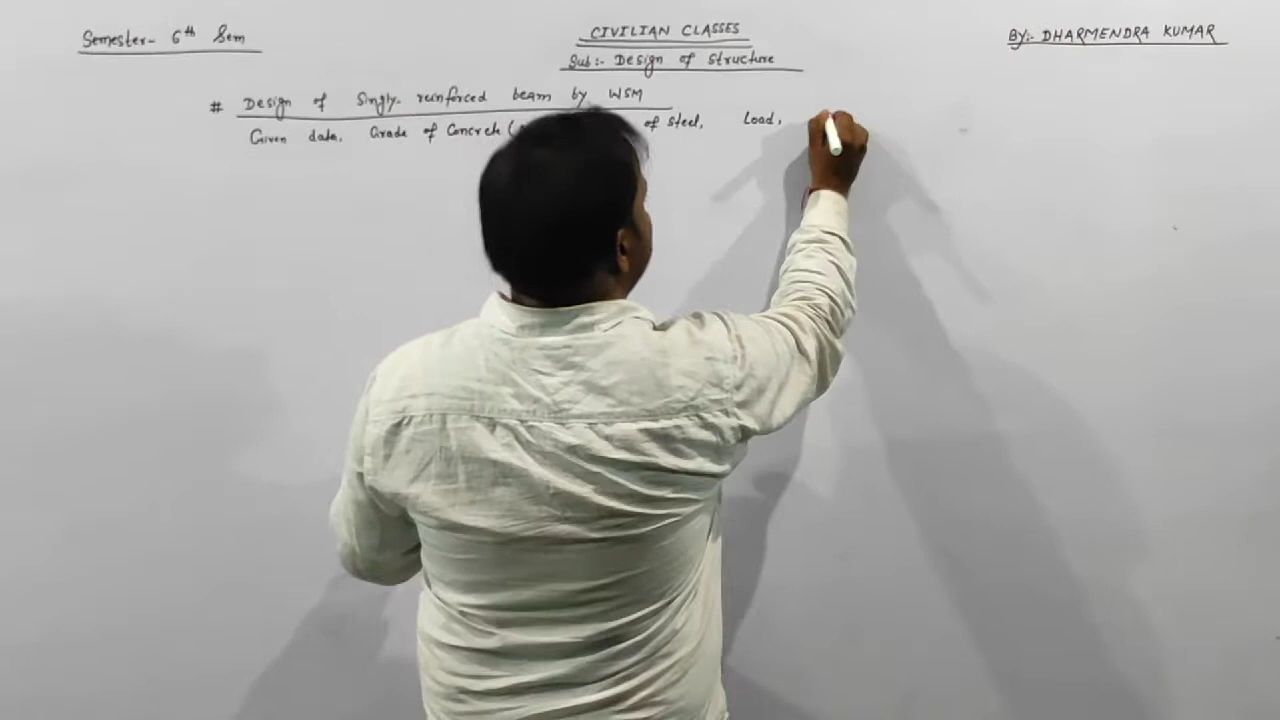 Semester- 6th Sem
CIVILIAN CLASSES
By:- DHARMENDRA KUMAR
Sub:- Design of structure
# Design of Singly- reinforced beam by WSM
Given data, Grade of Concrete ( of steel, Load,